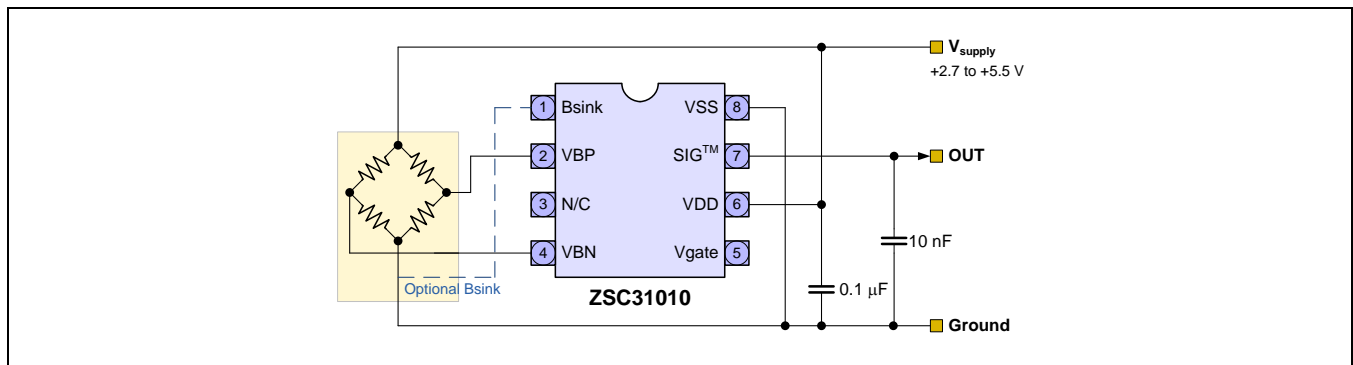 V_supply
+2.7 to +5.5 V
1 Bsink VSS 8
2 VBP SIG™ 7 OUT
3 N/C VDD 6
4 VBN Vgate 5
10 nF
Optional Bsink
0.1 μF
ZSC31010
Ground